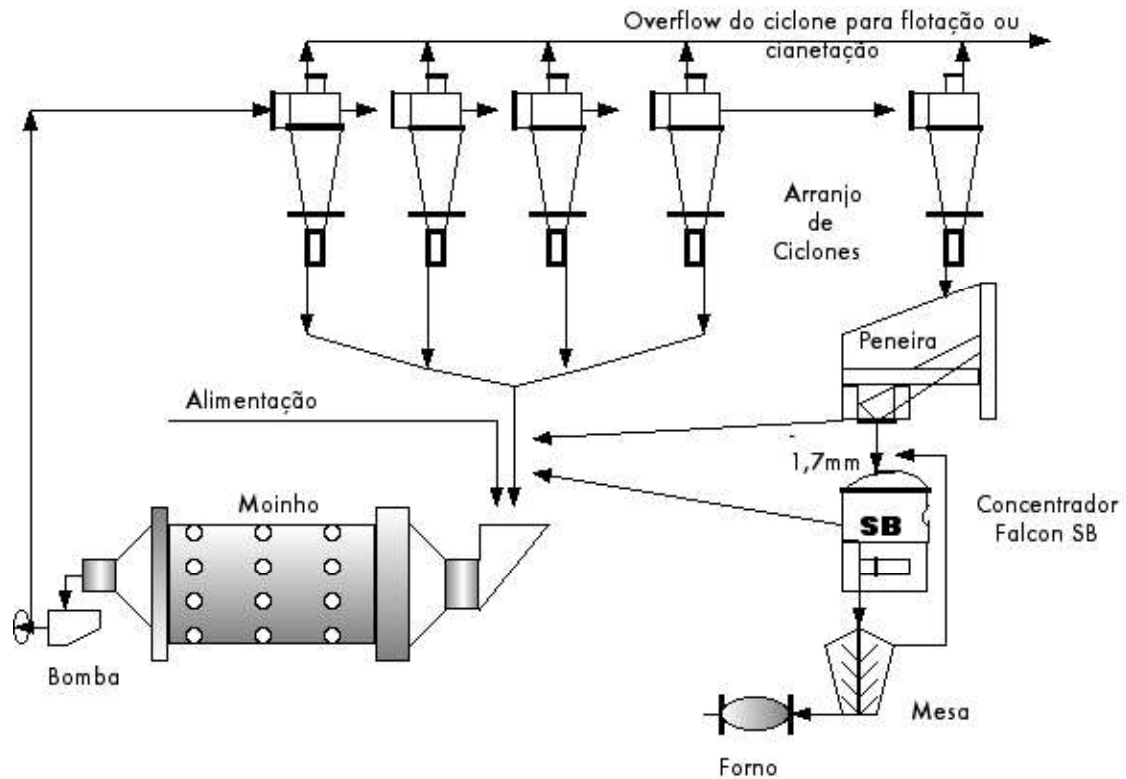 Overflow do ciclone para flotação ou
cianetação
Arranjo
de
Ciclones
Peneira
Alimentação
-
1,7mm
Moinho
SB
Concentrador
Falcon SB
Bomba
Mesa
Forno